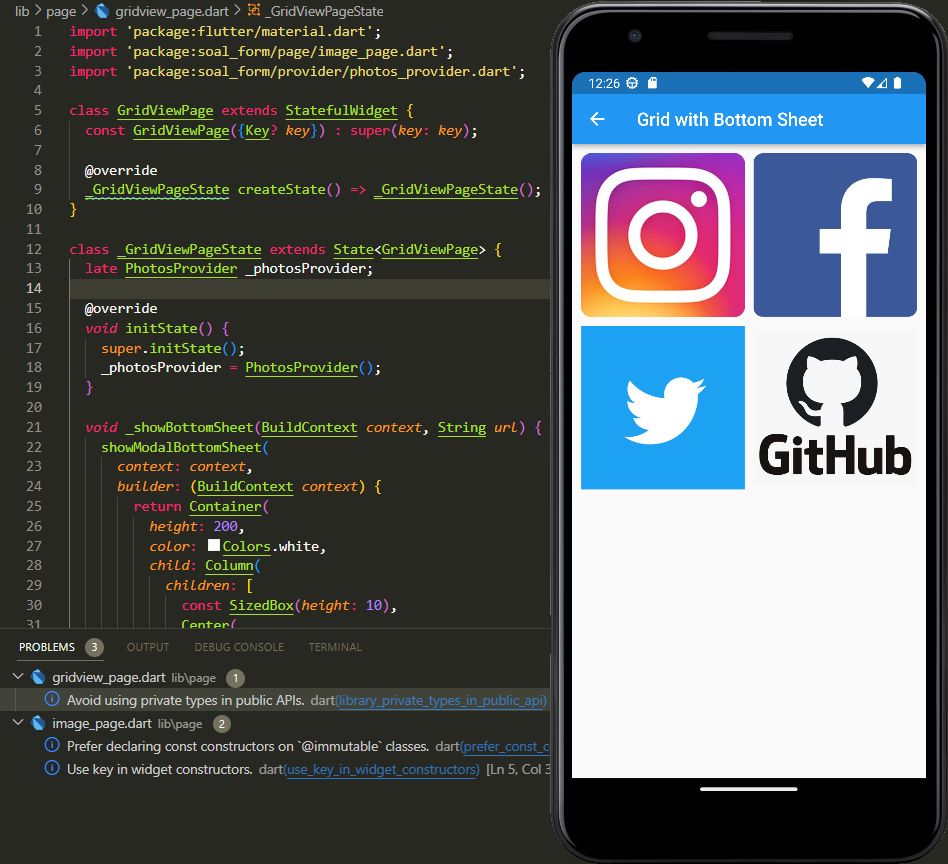 lib > page > gridview_page.dart > _GridViewPageState
1 import 'package:flutter/material.dart';
2 import 'package:soal_form/page/image_page.dart';
3 import 'package:soal_form/provider/photos_provider.dart';
4
5 class GridViewPage extends StatefulWidget {
6 const GridViewPage({Key? key}) : super(key: key);
7
8 @override
9 _GridViewPageState createState() => _GridViewPageState();
10 }
11
12 class _GridViewPageState extends State<GridViewPage> {
13 late PhotosProvider _photosProvider;
14
15 @override
16 void initState() {
17 super.initState();
18 _photosProvider = PhotosProvider();
19 }
20
21 void _showBottomSheet(BuildContext context, String url) {
22 showModalBottomSheet(
23 context: context,
24 builder: (BuildContext context) {
25 return Container(
26 height: 200,
27 color: Colors.white,
28 child: Column(
29 children: [
30 const SizedBox(height: 10),
31 Center(
PROBLEMS 3 OUTPUT DEBUG CONSOLE TERMINAL
gridview_page.dart lib\page 1
Avoid using private types in public APIs. dart(library_private_types_in_public_api)
image_page.dart lib\page 2
Prefer declaring const constructors on `@immutable` classes. dart(prefer_const_c
Use key in widget constructors. dart(use_key_in_widget_constructors) [Ln 5, Col 3
12:26
Grid with Bottom Sheet
GitHub